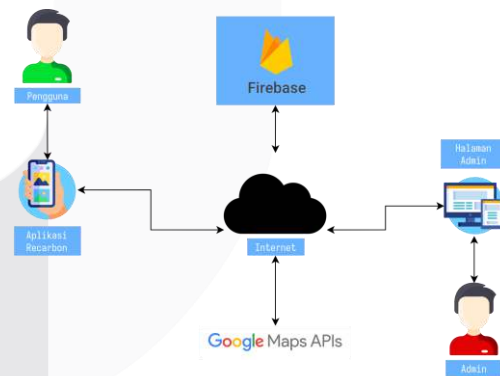 Firebase
Pengguna
Halaman
Admin
Aplikasi
Recarbon
Internet
Google Maps APIs
Admin